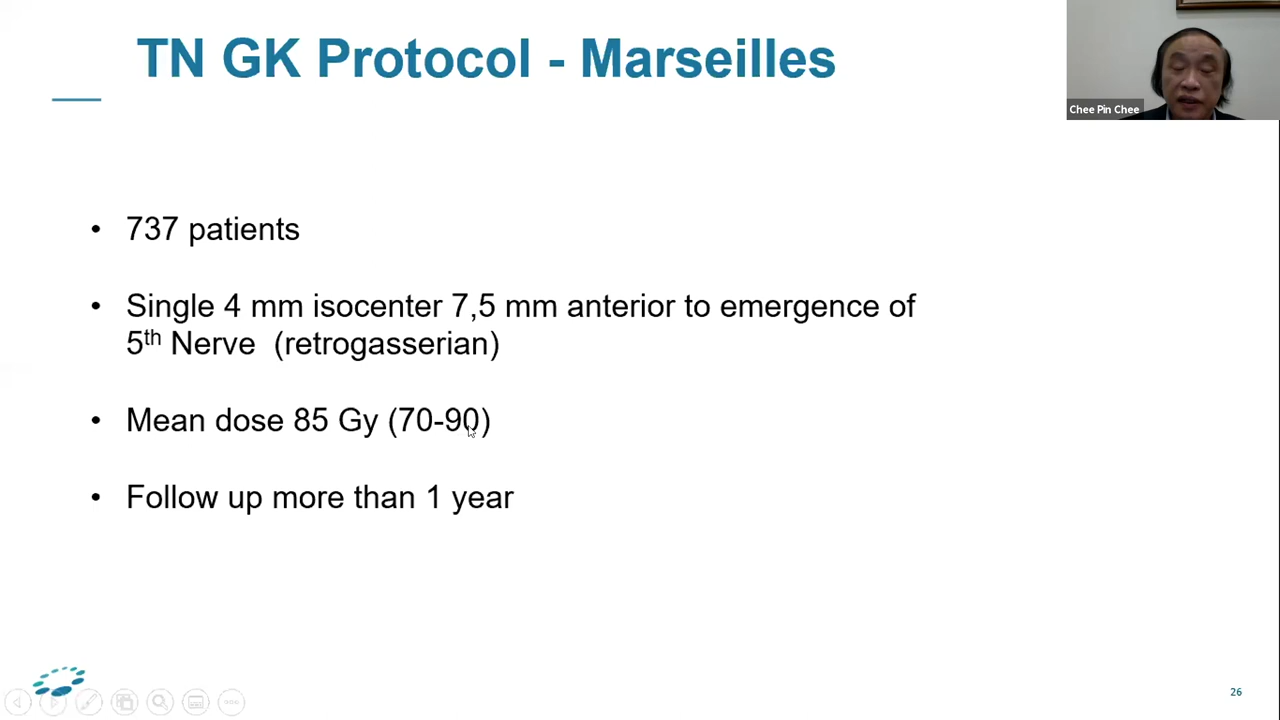 TN GK Protocol - Marseilles
Chee Pin Chee
• 737 patients
• Single 4 mm isocenter 7,5 mm anterior to emergence of
5th Nerve (retrogasserian)
• Mean dose 85 Gy (70-90)
• Follow up more than 1 year
26